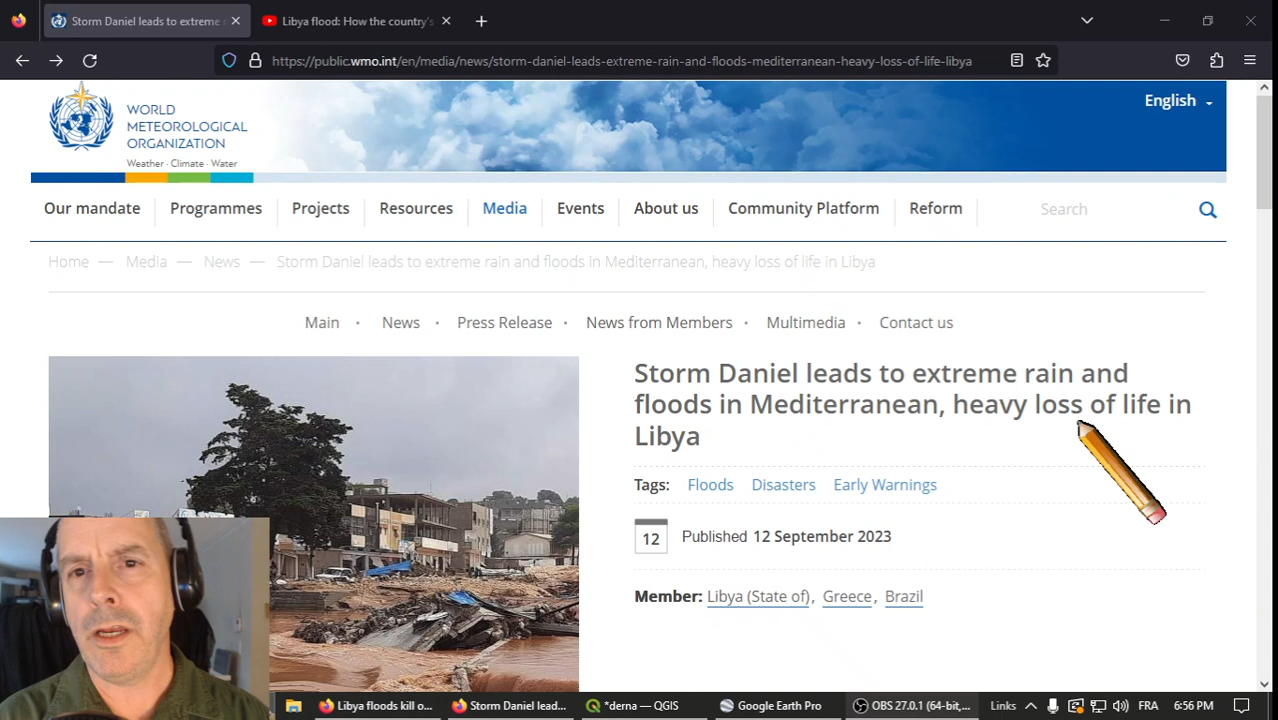 Storm Daniel leads to extreme
Libya flood: How the country's
https://public.wmo.int/en/media/news/storm-daniel-leads-extreme-rain-and-floods-mediterranean-heavy-loss-of-life-libya
WORLD
METEOROLOGICAL
ORGANIZATION
Weather · Climate · Water
English
Our mandate Programmes Projects Resources Media Events About us Community Platform Reform Search
Home — Media — News — Storm Daniel leads to extreme rain and floods in Mediterranean, heavy loss of life in Libya
Main · News · Press Release · News from Members · Multimedia · Contact us
Storm Daniel leads to extreme rain and
floods in Mediterranean, heavy loss of life in
Libya
Tags: Floods Disasters Early Warnings
12 Published 12 September 2023
Member: Libya (State of), Greece, Brazil
Libya floods kill o... Storm Daniel lead... *derna — QGIS Google Earth Pro OBS 27.0.1 (64-bit,... Links FRA 6:56 PM